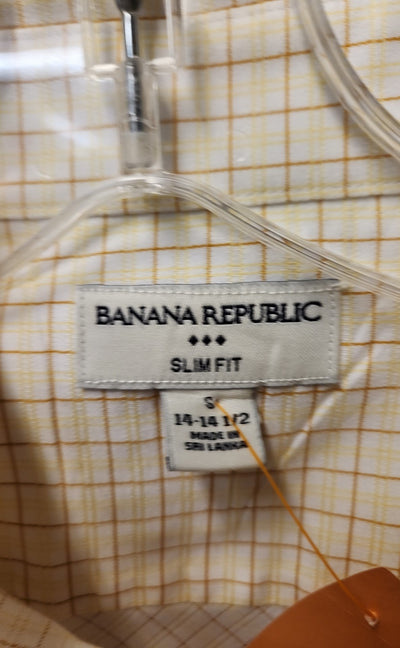 BANANA REPUBLIC
SLIM FIT
S
14-14 1/2
MADE IN
SRI LANKA